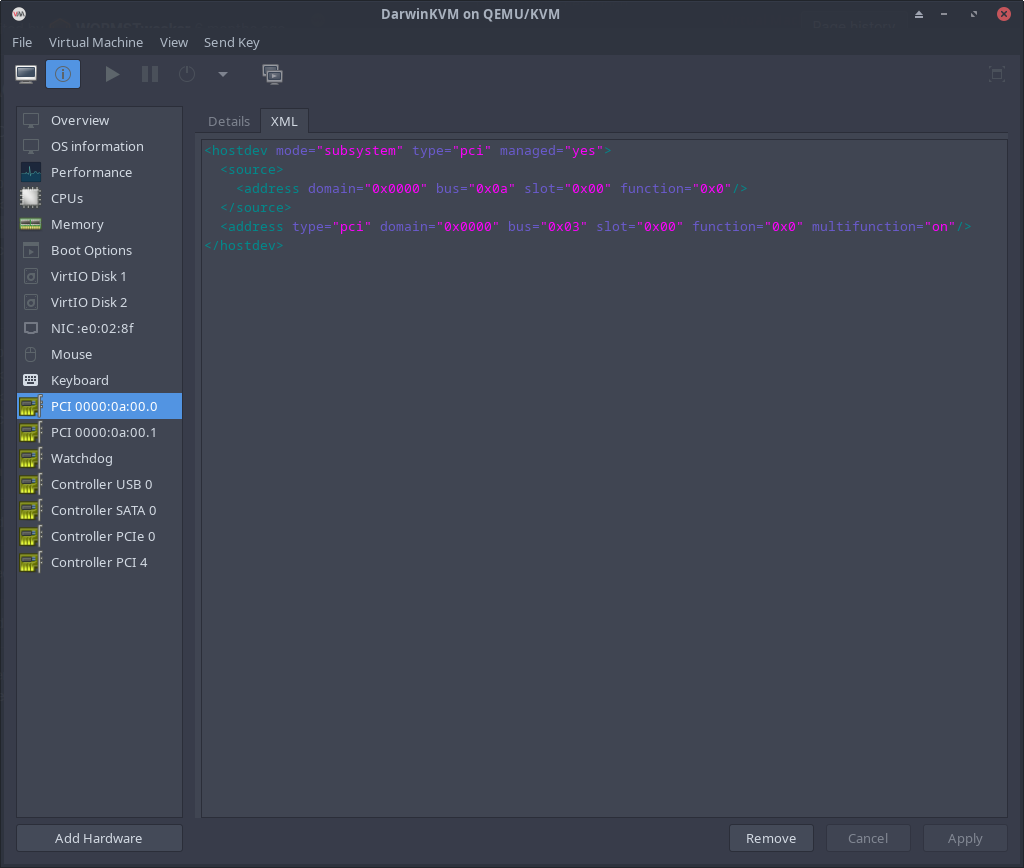 DarwinKVM on QEMU/KVM
File Virtual Machine View Send Key
Overview
OS information
Performance
CPUs
Memory
Boot Options
VirtIO Disk 1
VirtIO Disk 2
NIC :e0:02:8f
Mouse
Keyboard
PCI 0000:0a:00.0
PCI 0000:0a:00.1
Watchdog
Controller USB 0
Controller SATA 0
Controller PCIe 0
Controller PCI 4
Add Hardware
Details XML
<hostdev mode="subsystem" type="pci" managed="yes">
  <source>
    <address domain="0x0000" bus="0x0a" slot="0x00" function="0x0"/>
  </source>
  <address type="pci" domain="0x0000" bus="0x03" slot="0x00" function="0x0" multifunction="on"/>
</hostdev>
Remove Cancel Apply